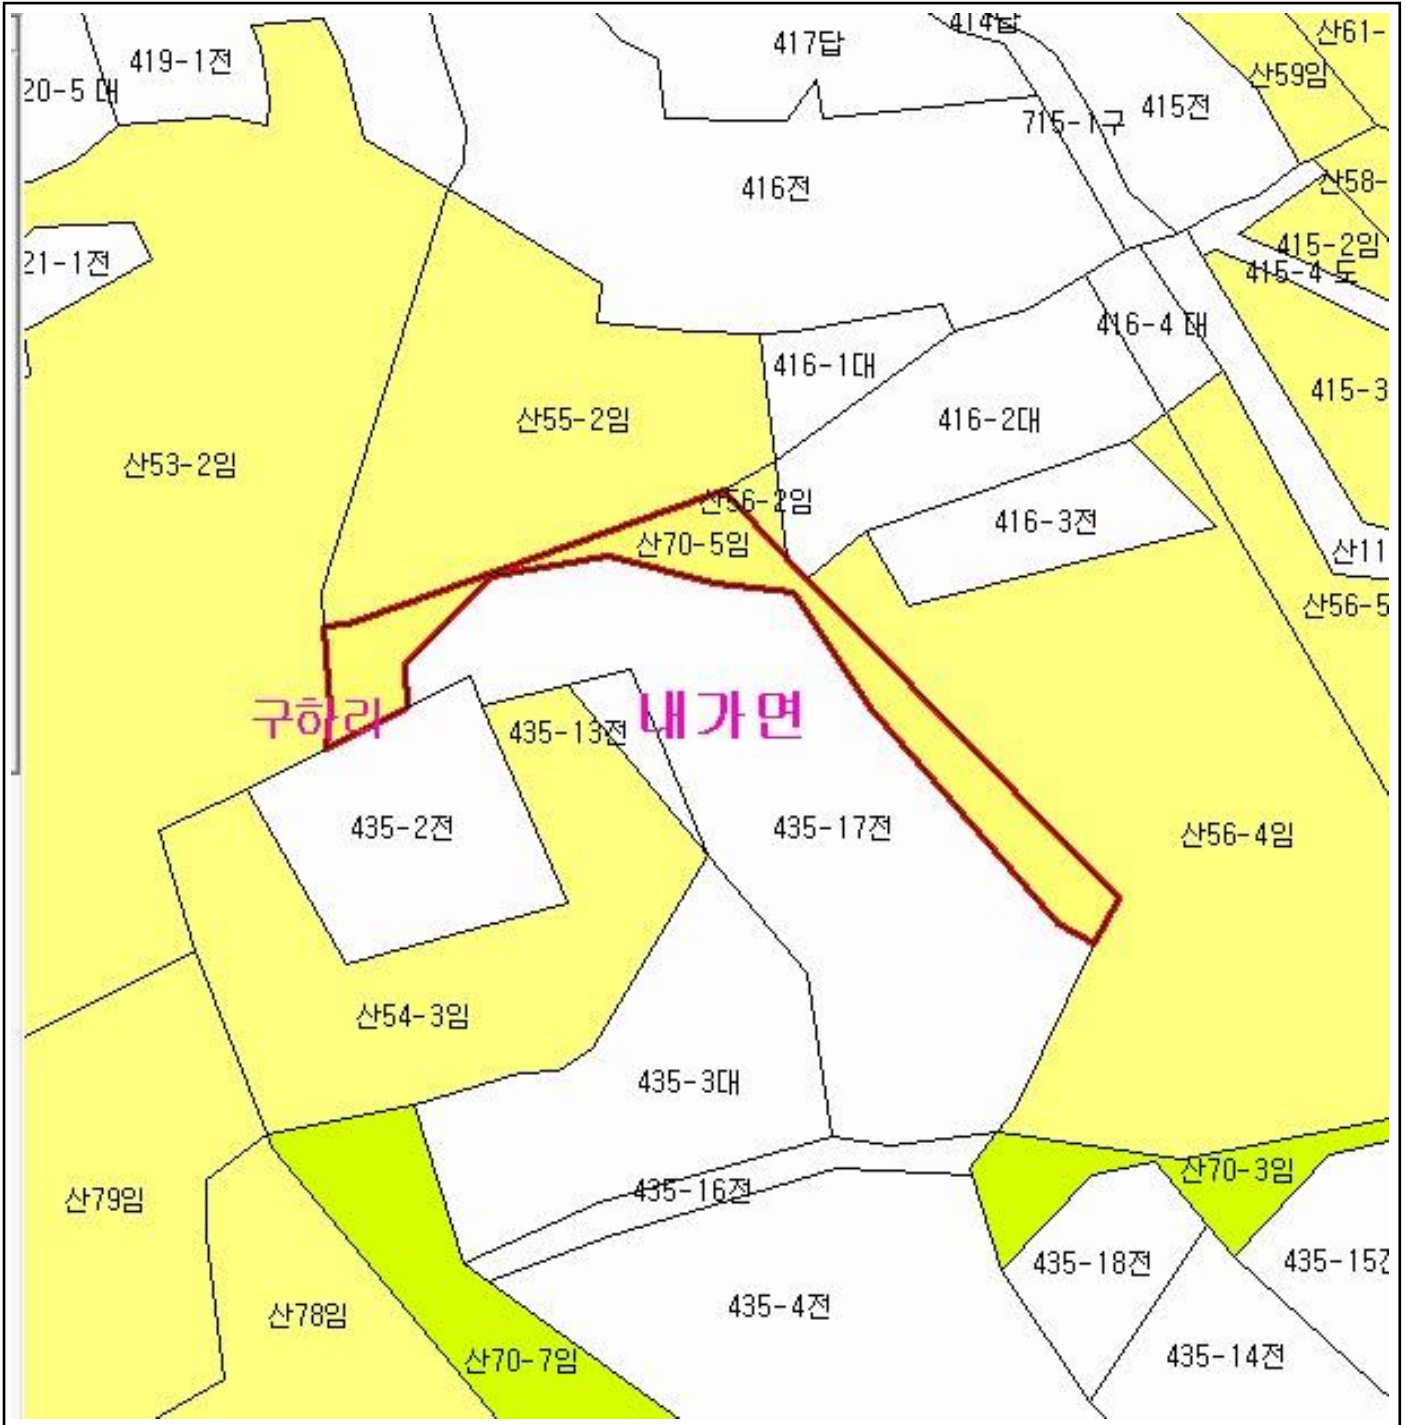 414답
산61-
417답
419-1전
산59임
20-5 대
415전
715-1구
416전
산58-
415-2임
21-1전
415-4 도
416-4 대
416-1대
415-3
산55-2임
416-2대
산53-2임
산56-2임
416-3전
산70-5임
산11
산56-5
구하리
내가면
435-13전
435-2전
435-17전
산56-4임
산54-3임
435-3대
산70-3임
435-16전
산79임
435-18전
435-15전
435-4전
산78임
435-14전
산70-7임